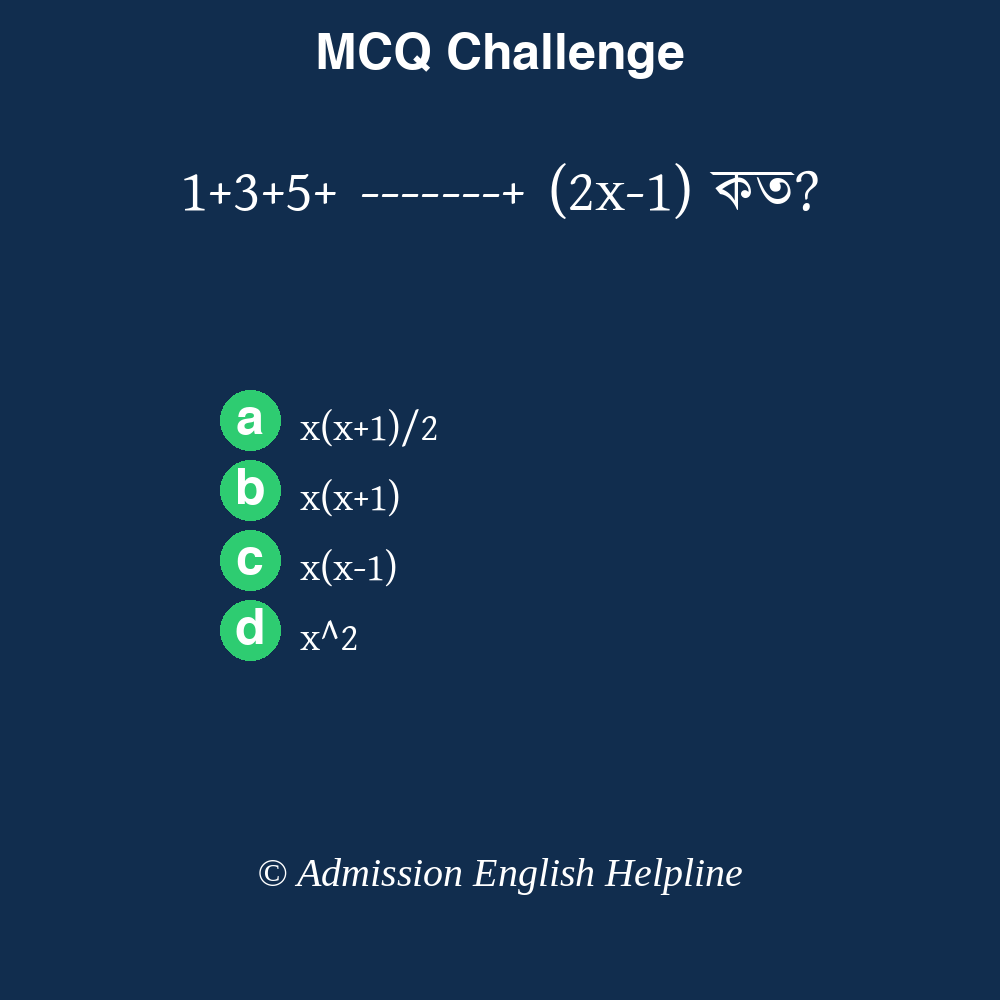 MCQ Challenge
1+3+5+ -------+ (2x-1) কত?
a x(x+1)/2
b x(x+1)
c x(x-1)
d x^2
© Admission English Helpline